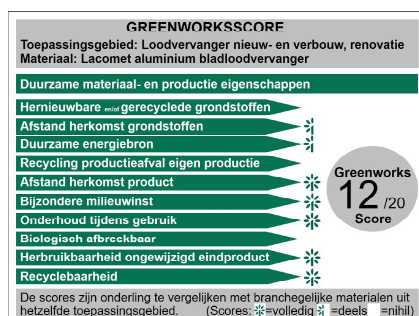 GREENWORKSSCORE
Toepassingsgebied: Loodvervanger nieuw- en verbouw, renovatie
Materiaal: Lacomet aluminium bladloodvervanger
Duurzame materiaal- en productie eigenschappen
Hernieuwbare en/of gerecyclede grondstoffen
Afstand herkomst grondstoffen
Duurzame energiebron
Recycling productieafval eigen productie
Afstand herkomst product
Bijzondere milieuwinst
Onderhoud tijdens gebruik
Biologisch afbreekbaar
Herbruikbaarheid ongewijzigd eindproduct
Recyclebaarheid
Greenworks
12/20
Score
De scores zijn onderling te vergelijken met branchegelijke materialen uit
hetzelfde toepassingsgebied. (Scores: =volledig =deels =nihil)